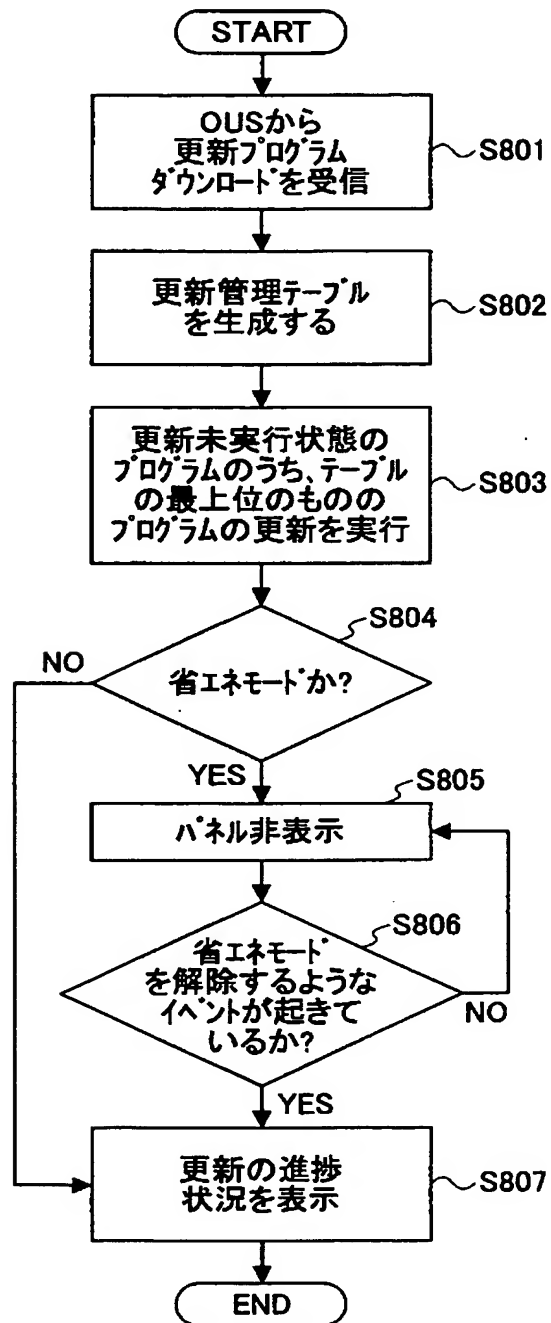 START
OUSから
更新プログラム
ダウンロードを受信
S801
更新管理テーブル
を生成する
S802
更新未実行状態の
プログラムのうち、テーブル
の最上位のものの
プログラムの更新を実行
S803
S804
省エネモードか?
NO
YES
S805
パネル非表示
S806
省エネモード
を解除するような
イベントが起きて
いるか?
NO
YES
更新の進捗
状況を表示
S807
END